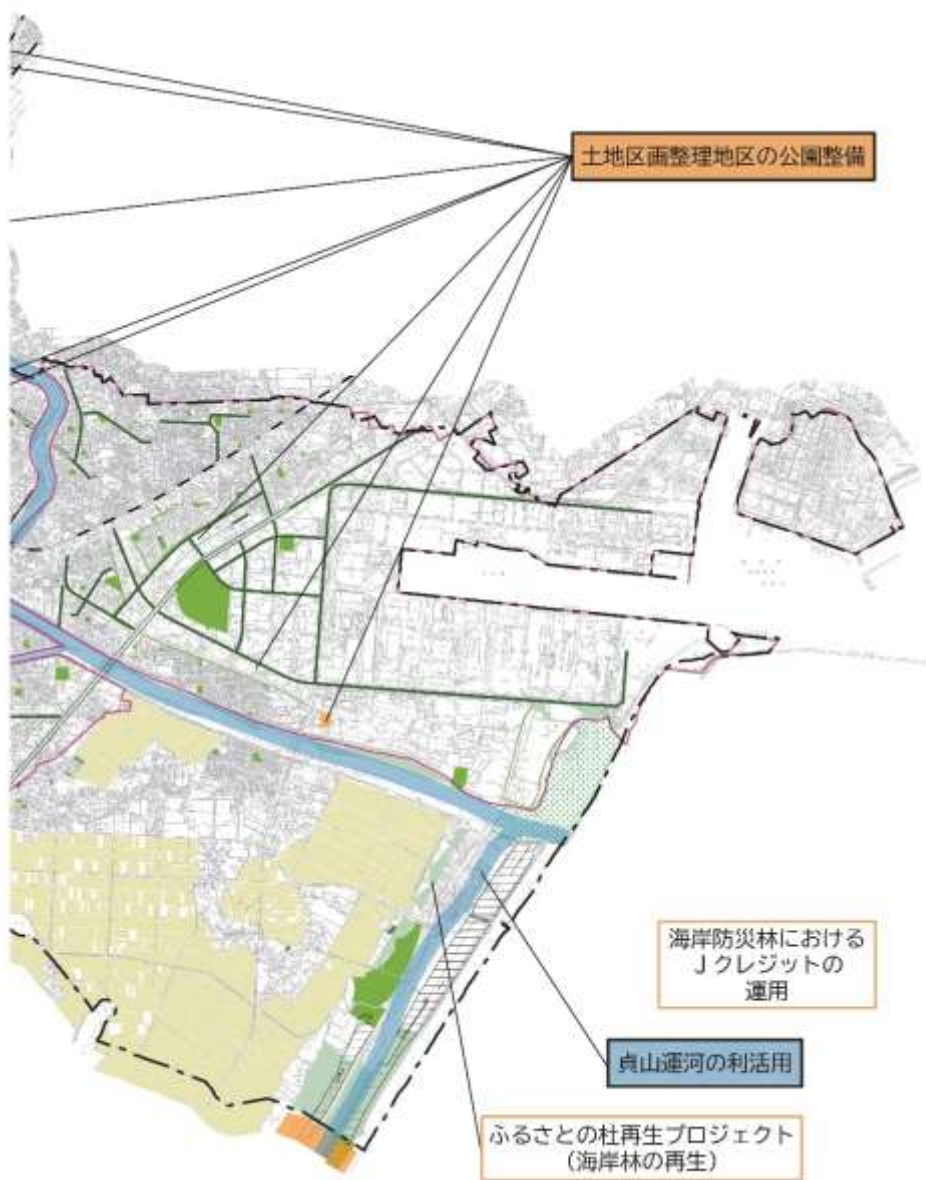 土地区画整理地区の公園整備
海岸防災林における
Jクレジットの
運用
貞山運河の利活用
ふるさとの杜再生プロジェクト
（海岸林の再生）